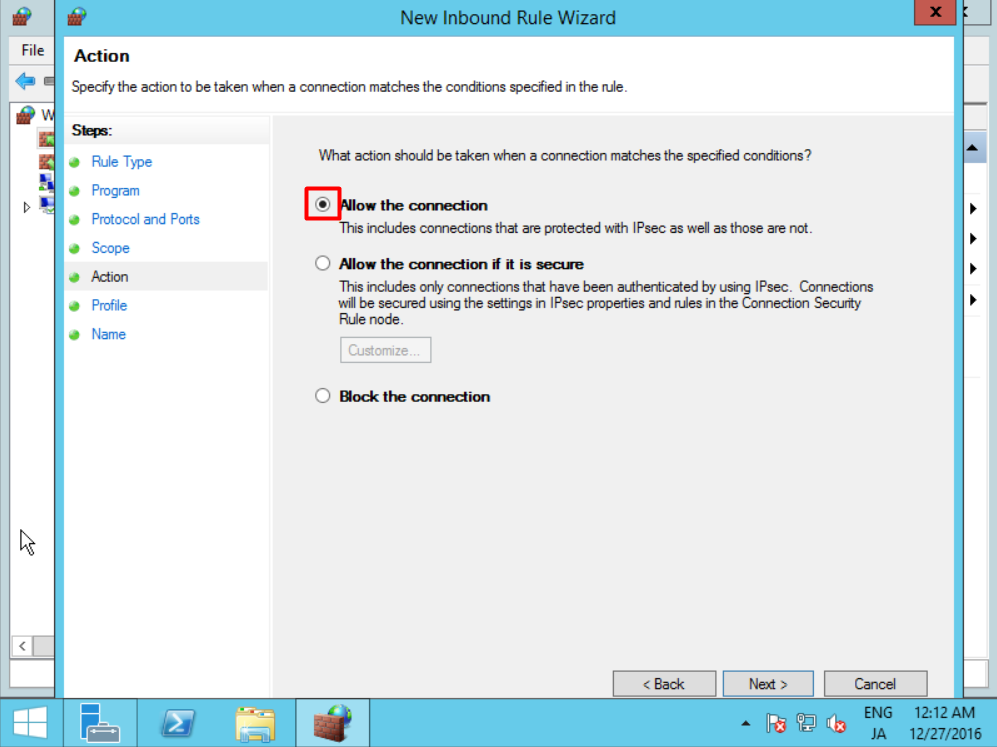 New Inbound Rule Wizard
x
File
Action
Specify the action to be taken when a connection matches the conditions specified in the rule.
W
Steps:
Rule Type
Program
Protocol and Ports
Scope
Action
Profile
Name
What action should be taken when a connection matches the specified conditions?
Allow the connection
This includes connections that are protected with IPsec as well as those are not.
Allow the connection if it is secure
This includes only connections that have been authenticated by using IPsec. Connections
will be secured using the settings in IPsec properties and rules in the Connection Security
Rule node.
Customize...
Block the connection
< Back
Next >
Cancel
ENG
JA
12:12 AM
12/27/2016